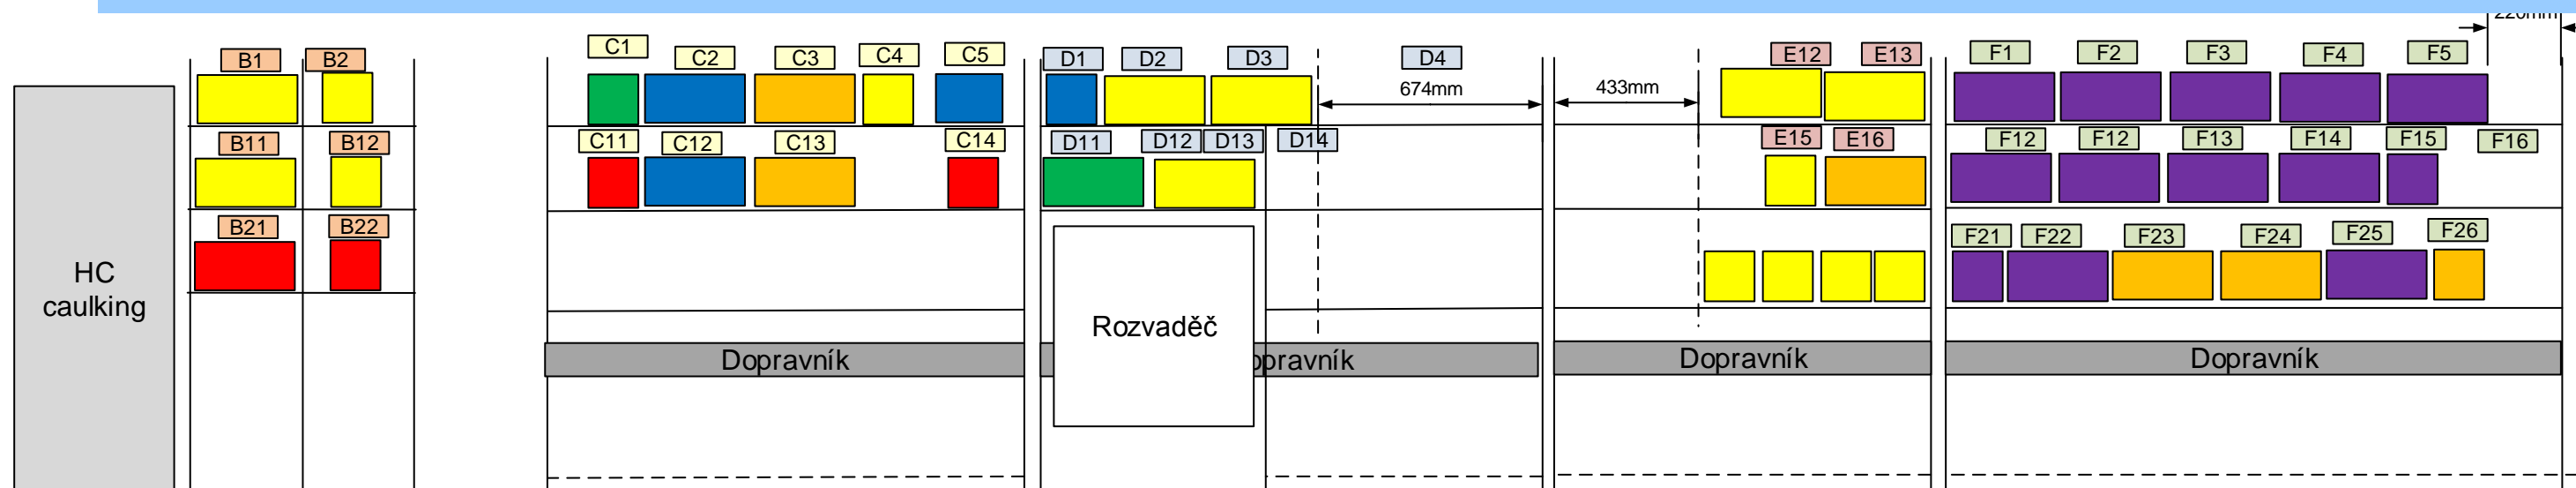 220mm
B1 B2 C1 C2 C3 C4 C5 D1 D2 D3 D4 E12 E13 F1 F2 F3 F4 F5
674mm 433mm
B11 B12 C11 C12 C13 C14 D11 D12 D13 D14 E15 E16 F12 F12 F13 F14 F15 F16
B21 B22 F21 F22 F23 F24 F25 F26
HC
caulking
Rozvaděč
Dopravník opravník Dopravník Dopravník